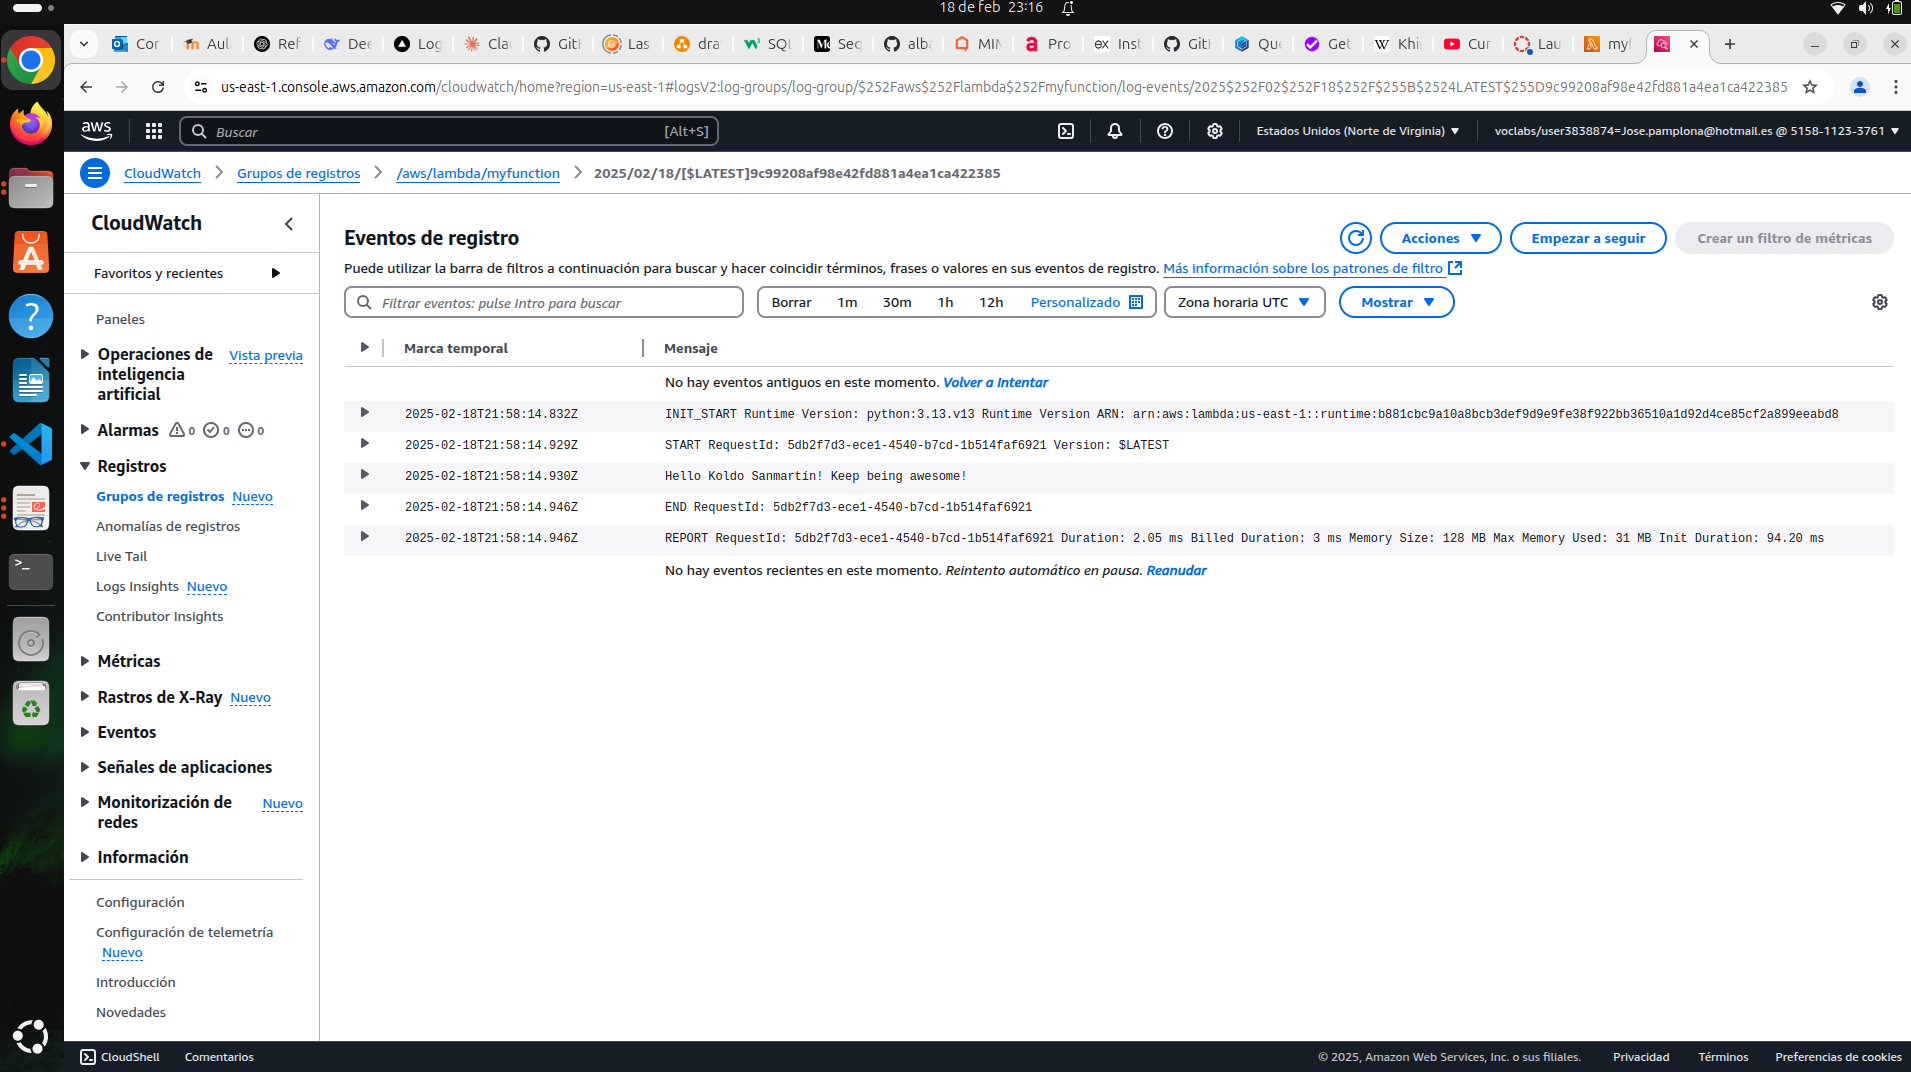 18 de feb 23:16
Cor
Aul
Ref
Dee
Log
Cla
Gitl
Las
dra
SQL
Seq
alb
MIN
Pro
Inst
Gitl
Que
Get
Khi
Cur
Lau
myf
us-east-1.console.aws.amazon.com/cloudwatch/home?region=us-east-1#logsV2:log-groups/log-group/$252Faws$252Flambda$252Fmyfunction/log-events/2025$252F02$252F18$252F$255B$2524LATEST$255D9c99208af98e42fd881a4ea1ca422385
aws
Buscar [Alt+S]
Estados Unidos (Norte de Virginia)
voclabs/user3838874=Jose.pamplona@hotmail.es @ 5158-1123-3761
CloudWatch
Grupos de registros
/aws/lambda/myfunction
2025/02/18/[$LATEST]9c99208af98e42fd881a4ea1ca422385
CloudWatch
Favoritos y recientes
Paneles
Operaciones de inteligencia artificial Vista previa
Alarmas 0 0 0
Registros
Grupos de registros Nuevo
Anomalías de registros
Live Tail
Logs Insights Nuevo
Contributor Insights
Métricas
Rastros de X-Ray Nuevo
Eventos
Señales de aplicaciones
Monitorización de redes Nuevo
Información
Configuración
Configuración de telemetría
Nuevo
Introducción
Novedades
Eventos de registro
Acciones
Empezar a seguir
Crear un filtro de métricas
Puede utilizar la barra de filtros a continuación para buscar y hacer coincidir términos, frases o valores en sus eventos de registro. Más información sobre los patrones de filtro
Filtrar eventos: pulse Intro para buscar
Borrar 1m 30m 1h 12h Personalizado
Zona horaria UTC
Mostrar
Marca temporal Mensaje
No hay eventos antiguos en este momento. Volver a Intentar
2025-02-18T21:58:14.832Z INIT_START Runtime Version: python:3.13.v13 Runtime Version ARN: arn:aws:lambda:us-east-1::runtime:b881cbc9a10a8bcb3def9d9e9fe38f922bb36510a1d92d4ce85cf2a899eeabd8
2025-02-18T21:58:14.929Z START RequestId: 5db2f7d3-ece1-4540-b7cd-1b514faf6921 Version: $LATEST
2025-02-18T21:58:14.930Z Hello Koldo Sanmartín! Keep being awesome!
2025-02-18T21:58:14.946Z END RequestId: 5db2f7d3-ece1-4540-b7cd-1b514faf6921
2025-02-18T21:58:14.946Z REPORT RequestId: 5db2f7d3-ece1-4540-b7cd-1b514faf6921 Duration: 2.05 ms Billed Duration: 3 ms Memory Size: 128 MB Max Memory Used: 31 MB Init Duration: 94.20 ms
No hay eventos recientes en este momento. Reintento automático en pausa. Reanudar
CloudShell
Comentarios
© 2025, Amazon Web Services, Inc. o sus filiales.
Privacidad
Términos
Preferencias de cookies